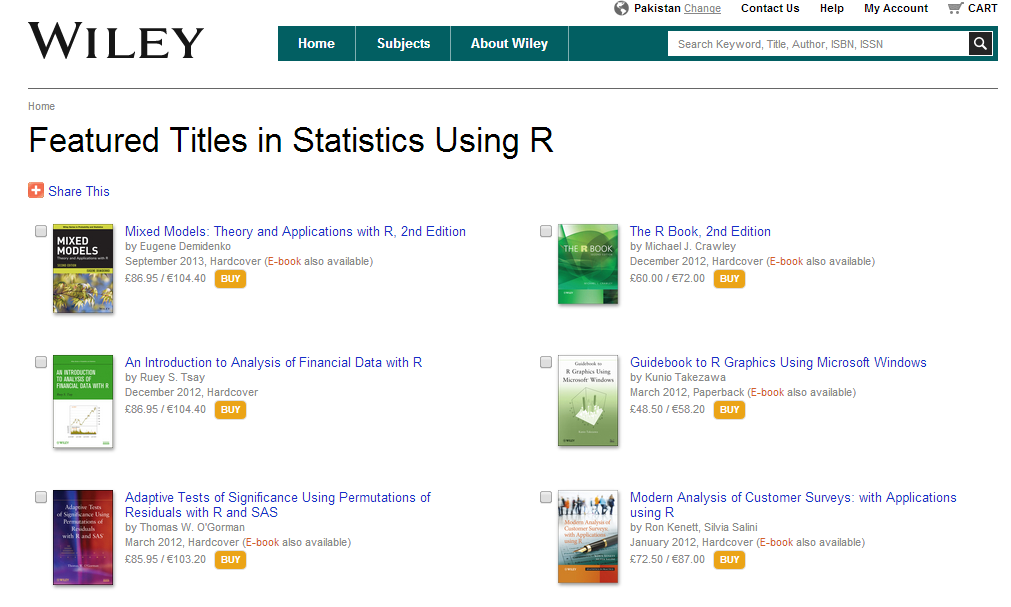 Pakistan Change Contact Us Help My Account CART
WILEY
Home Subjects About Wiley Search Keyword, Title, Author, ISBN, ISSN
Home
Featured Titles in Statistics Using R
Share This
MIXED
MODELS
Theory and Applications with R
Mixed Models: Theory and Applications with R, 2nd Edition
by Eugene Demidenko
September 2013, Hardcover (E-book also available)
£86.95 / €104.40 BUY
THE R BOOK
The R Book, 2nd Edition
by Michael J. Crawley
December 2012, Hardcover (E-book also available)
£60.00 / €72.00 BUY
AN INTRODUCTION
TO ANALYSIS OF
FINANCIAL DATA WITH R
An Introduction to Analysis of Financial Data with R
by Ruey S. Tsay
December 2012, Hardcover
£86.95 / €104.40 BUY
Guidebook to
R Graphics Using
Microsoft Windows
Guidebook to R Graphics Using Microsoft Windows
by Kunio Takezawa
March 2012, Paperback (E-book also available)
£48.50 / €58.20 BUY
Adaptive Tests
of Significance Using
Permutations of
Residuals
with R and SAS
Adaptive Tests of Significance Using Permutations of
Residuals with R and SAS
by Thomas W. O'Gorman
March 2012, Hardcover (E-book also available)
£85.95 / €103.20 BUY
Modern Analysis of
Customer Surveys
with Applications
using R
Modern Analysis of Customer Surveys: with Applications
using R
by Ron Kenett, Silvia Salini
January 2012, Hardcover (E-book also available)
£72.50 / €87.00 BUY